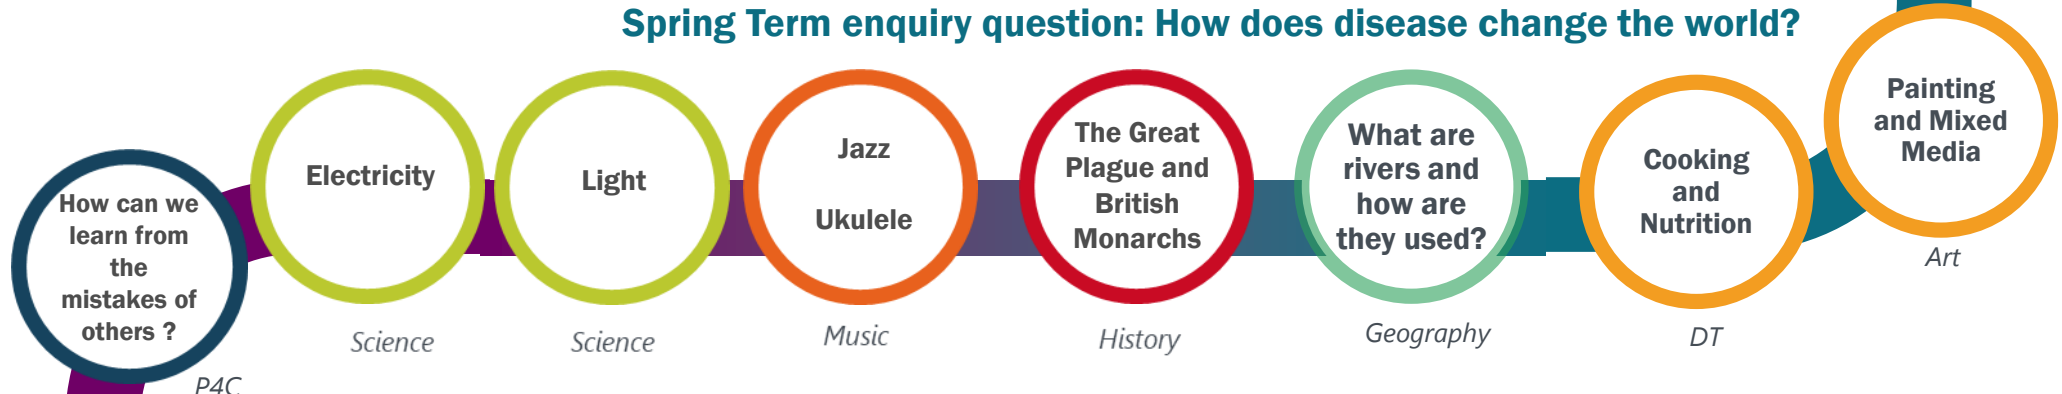 Spring Term enquiry question: How does disease change the world?
How can we
learn from
the
mistakes of
others ?
P4C
Electricity
Science
Light
Science
Jazz
Ukulele
Music
The Great
Plague and
British
Monarchs
History
What are
rivers and
how are
they used?
Geography
Cooking
and
Nutrition
DT
Painting
and Mixed
Media
Art